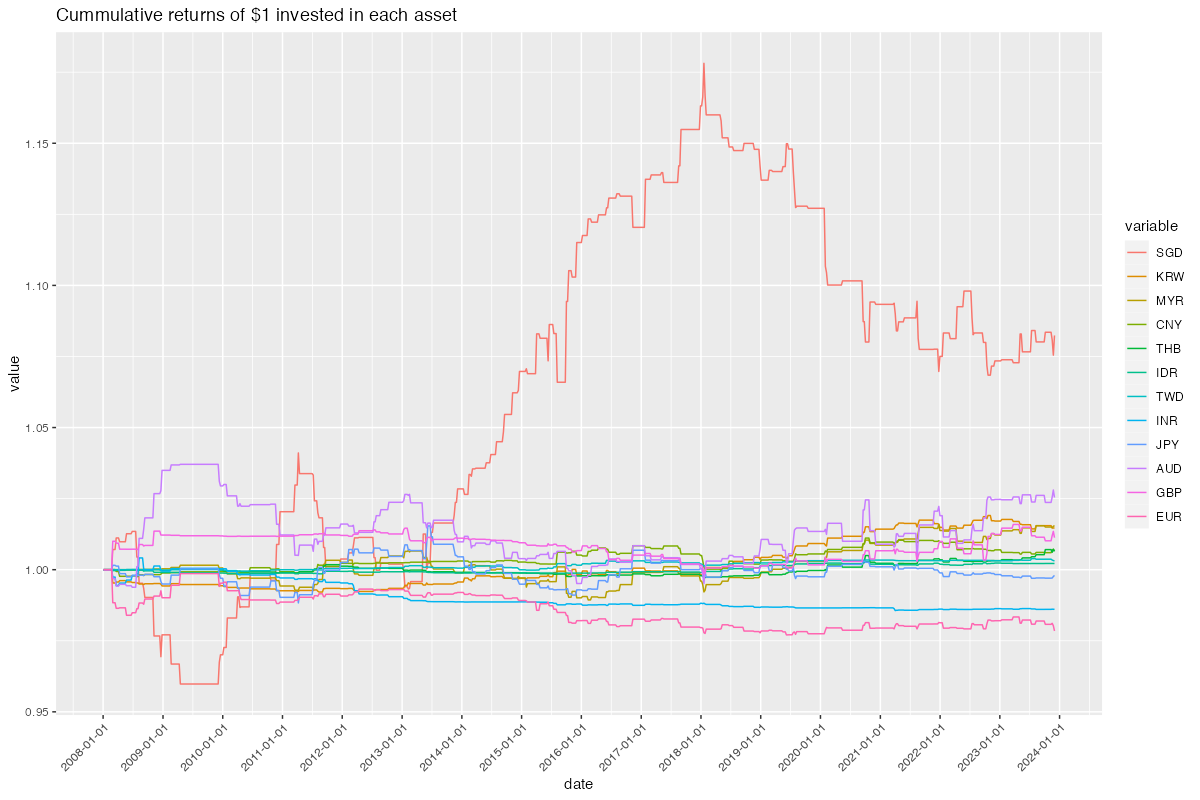 Cummulative returns of $1 invested in each asset
value
1.15
1.10
1.05
1.00
0.95
2008-01-01
2009-01-01
2010-01-01
2011-01-01
2012-01-01
2013-01-01
2014-01-01
2015-01-01
2016-01-01
2017-01-01
2018-01-01
2019-01-01
2020-01-01
2021-01-01
2022-01-01
2023-01-01
2024-01-01
date
variable
SGD
KRW
MYR
CNY
THB
IDR
TWD
INR
JPY
AUD
GBP
EUR